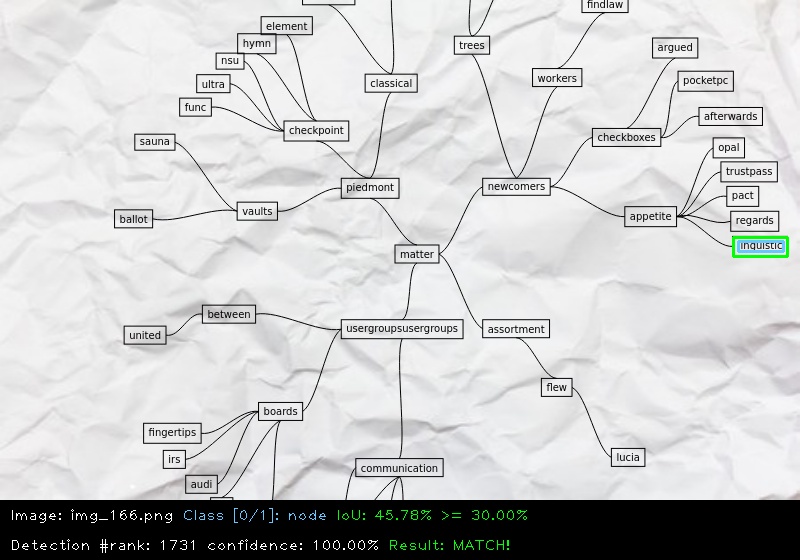 findlaw
element
hymn
trees
argued
nsu
workers
pocketpc
ultra
classical
func
afterwards
checkpoint
checkboxes
sauna
opal
trustpass
piedmont
newcomers
pact
vaults
appetite
regards
ballot
inquistic
matter
between
united
usergroupsusergroups
assortment
flew
boards
fingertips
irs
lucia
communication
audi
Image: img_166.png Class [0/1]: node IoU: 45.78% >= 30.00%
Detection #rank: 1731 confidence: 100.00% Result: MATCH!